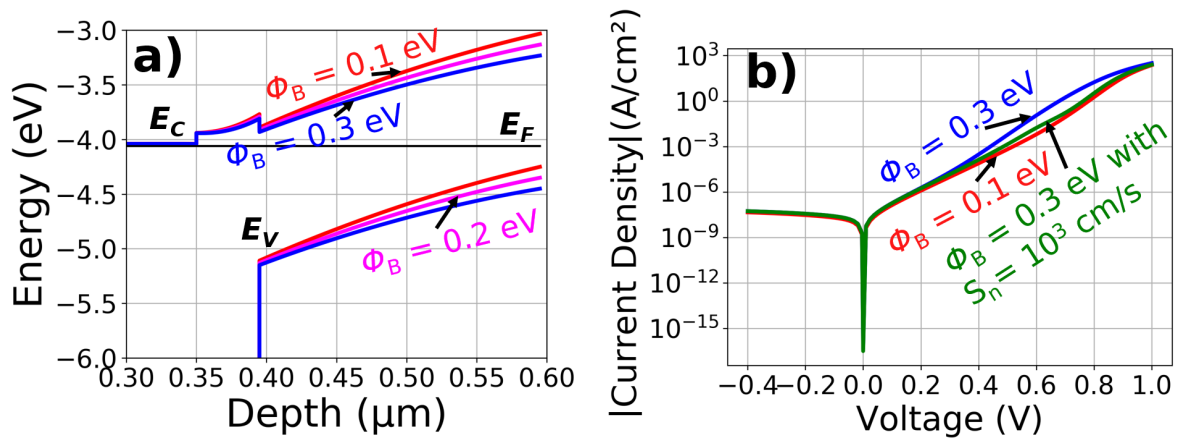 a)
Energy (eV)
−3.0
−3.5
−4.0
−4.5
−5.0
−5.5
−6.0
Φ_B = 0.1 eV
E_C
Φ_B = 0.3 eV
E_F
E_V
Φ_B = 0.2 eV
0.30 0.35 0.40 0.45 0.50 0.55 0.60
Depth (μm)
b)
|Current Density|(A/cm²)
10³
10⁰
10⁻³
10⁻⁶
10⁻⁹
10⁻¹²
10⁻¹⁵
Φ_B = 0.3 eV
Φ_B = 0.1 eV
Φ_B = 0.3 eV with
S_n = 10³ cm/s
−0.4 −0.2 0.0 0.2 0.4 0.6 0.8 1.0
Voltage (V)